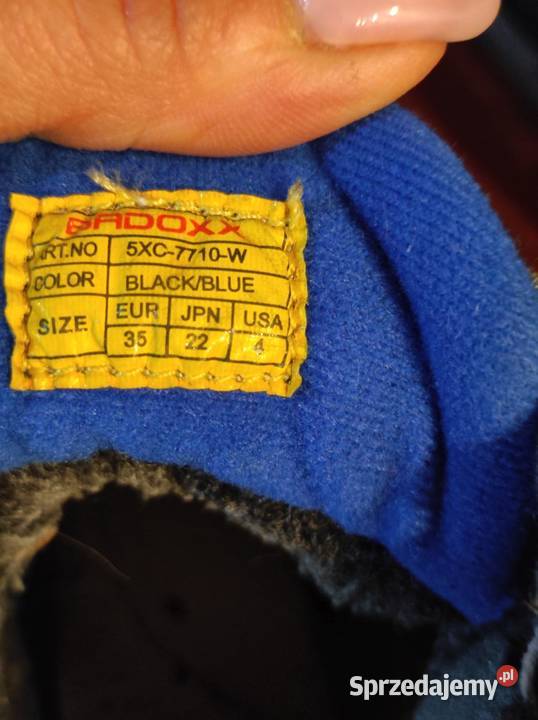 BADOXX
ART.NO 5XC-7710-W
COLOR BLACK/BLUE
SIZE EUR JPN USA
35 22 4
Sprzedajemy.pl